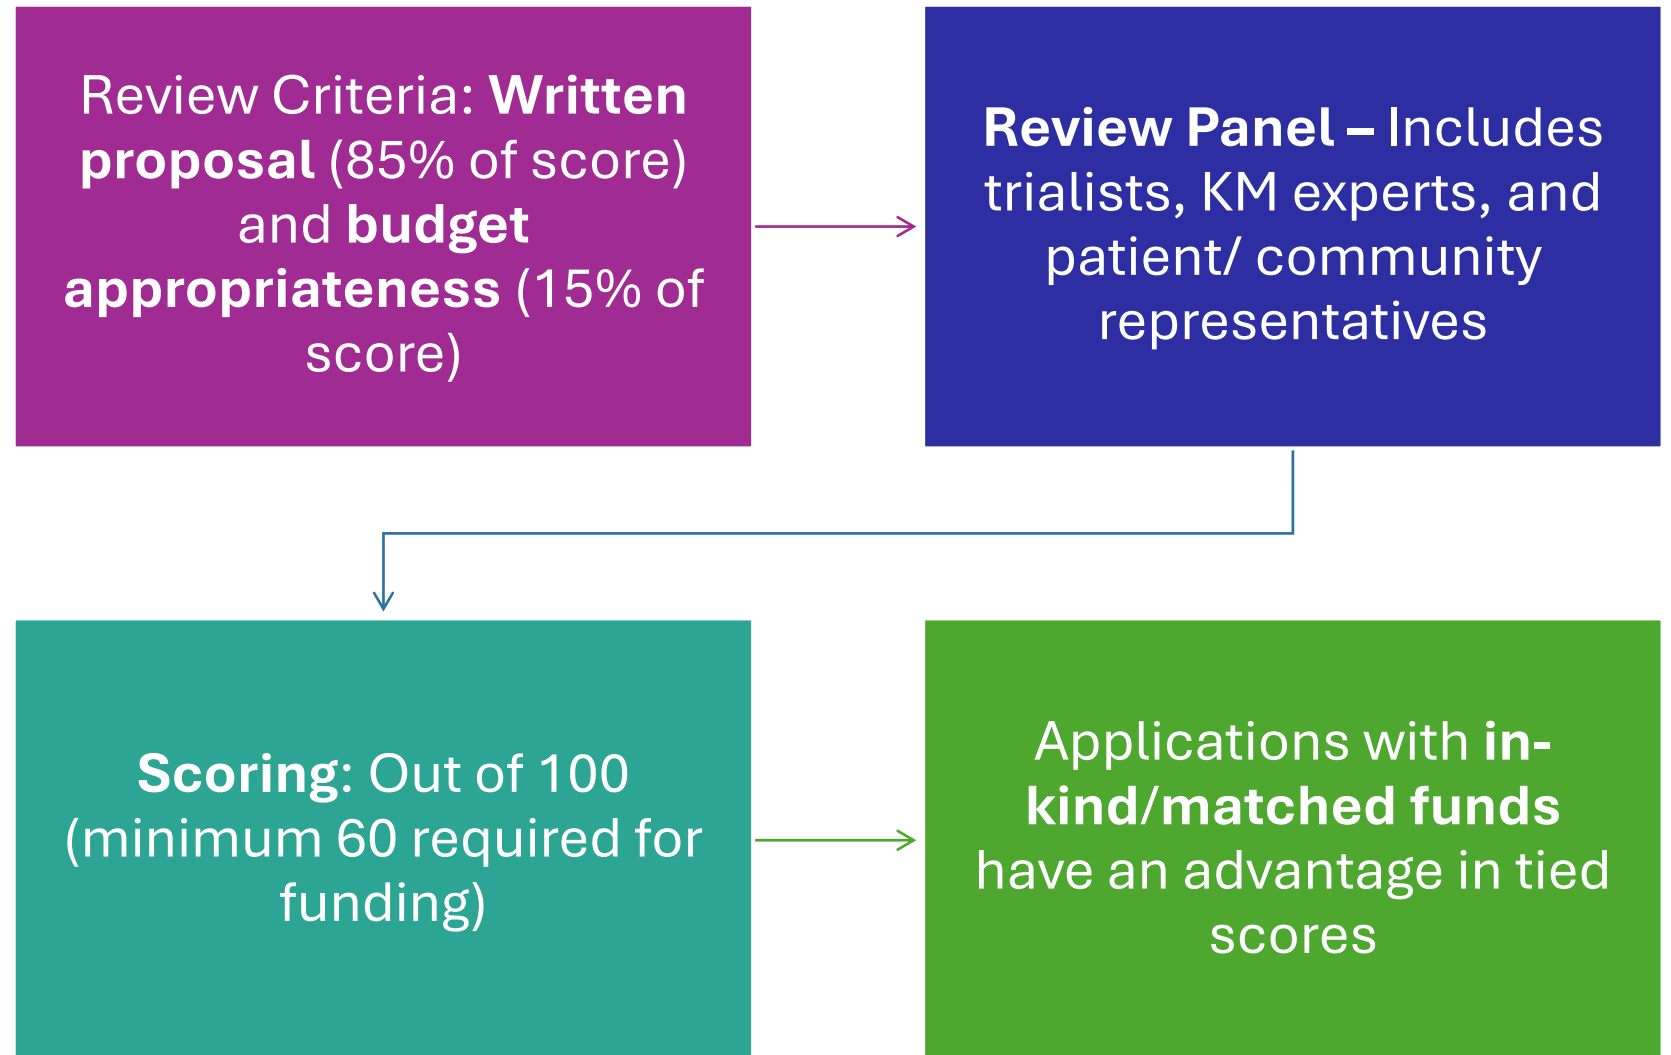 Review Criteria: Written
proposal (85% of score)
and budget
appropriateness (15% of
score)
Review Panel – Includes
trialists, KM experts, and
patient/ community
representatives
Scoring: Out of 100
(minimum 60 required for
funding)
Applications with in-
kind/matched funds
have an advantage in tied
scores